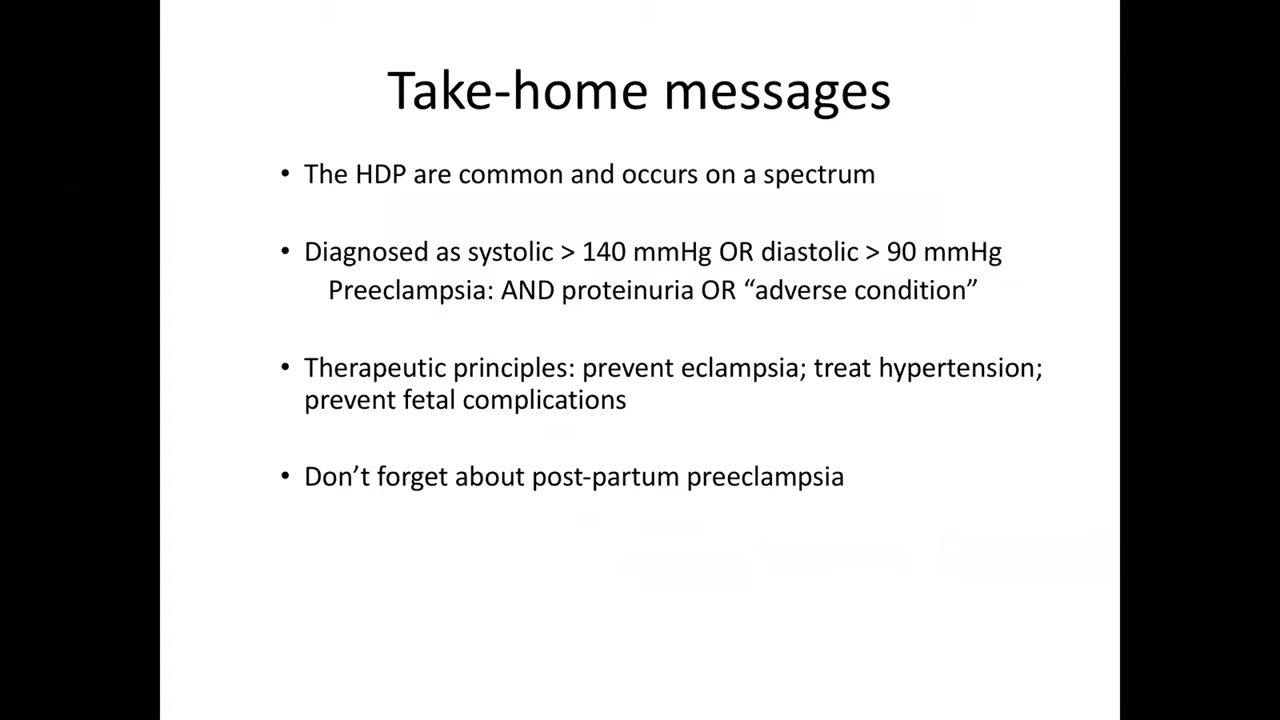 Take-home messages
• The HDP are common and occurs on a spectrum
• Diagnosed as systolic > 140 mmHg OR diastolic > 90 mmHg
Preeclampsia: AND proteinuria OR “adverse condition”
• Therapeutic principles: prevent eclampsia; treat hypertension;
prevent fetal complications
• Don’t forget about post-partum preeclampsia